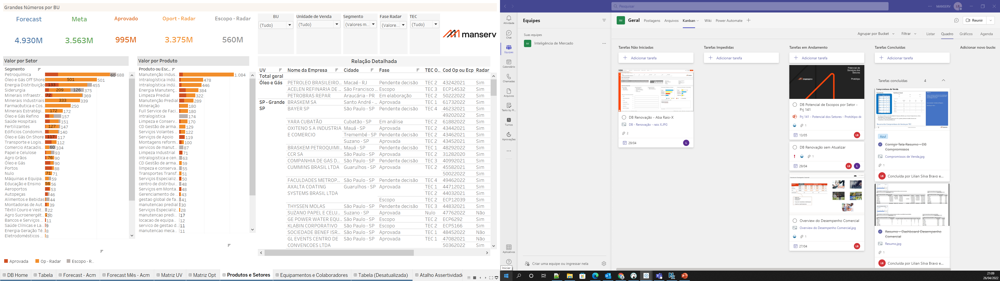 Grandes Números por BU
Forecast
Meta
Aprovado
Oport - Radar
Escopo - Radar
4.930M
3.563M
995M
3.375M
560M
BU
Unidade de Venda
Segmento
Fase Radar
TEC
(Tudo)
(Tudo)
(Valores m...
(Valore...
(Tudo)
manserv
Valor por Setor
Segmento
Petroquímica 60 688
Óleo e Gás Off Shore 501 501
Energia Distribuição 133 455
Siderurgia 209 126 375
Minerais Infraestr.. 72 369
Minerais Industriais 333 339
Farmacêutica e Cos.. 250
Minerais Estratégi.. 172 172
Óleo e Gás Refino 157
Saúde Hospitais 151
Fertilizantes 127 147
Edifícios Condomin.. 140
Óleo e Gás On Shore 117 117
Transporte e Logis.. 112
Comercio Atacadis.. 60 104
Papel e Celulose 93
Agro Grãos 76 90
Óleo e Gás 90
Portos 88
Nulo 71 71
Máquinas e Equipa.. 59
Educação e Ensino 56 56
Aeroportos 53
Autopeças 46
Alimentos e Bebidas 44
Montadoras de Aut.. 39
Têxtil Couro e Vest.. 22
Agro Sucroenergét.. 20
Bancos e Serviços .. 11
Saúde Clínicas e La.. 9
Energia Geração Té.. 8
Eletrodomésticos .. 8
Aprovada
Op - Radar
Escopo - R..
Valor por Produto
Produto ou Esc..
Manutenção Indus.. 1.084
Intralogística Indú.. 478
Intralogística Indú.. 446
Energia Manutenç.. 384
Limpeza Predial 322
Manutenção Predial 289
Mineração 180
Full Service de Faci.. 180
intralogistica 174
Limpeza e Conserv.. 170
CD Gestão de arma.. 129
Serviços Volantes .. 122
Serviços de Apoio 119
Montagens reform.. 100
servicos de manut.. 87
Limpeza Industrial 71
intralogistica e cen.. 63
CD Gestão de arma.. 59
limpeza e conserva.. 55
Transportes Transf.. 51
Serviços Especializ.. 50
centro de distribui.. 48
Serviços em Monta.. 48
Gerenciamento de .. 43
gestao global de fa.. 41
manutencao predial 30
Serviços Especializ.. 28
manutencao predi.. 17
locacao de equipa.. 12
servico de gestao d.. 11
manutencao meca.. 11
Relação Detalhada
UV Nome da Empresa Cidade Fase TEC O.. Cod Op ou Ecp Radar
Total geral
Óleo e Gás PETROLEO BRASILEIRO.. Macaé - RJ Pendente decisão TEC 2 43242021 Sim
ACELEN REFINARIA DE .. São Francisco .. Escopo TEC 3 ECP14532 Sim
PETROBRAS REPAR Araucária - PR Em elaboração TEC 2 50222022 Sim
SP - Grande SP BRASKEM SA Santo André - .. Aprovada TEC 1 61732022 Sim
BAYER SP São Paulo - SP Pendente decisão TEC 4 46232021 Sim
49202022 Sim
YARA CUBATÃO Cubatão - SP Em análise TEC 2 61882022 Sim
OXITENO S A INDUSTRIA E COMERCIO Mauá - SP Aprovada TEC 2 43442021 Sim
Tremembé - SP Pendente decisão TEC 2 43462021 Sim
Suzano - SP Aprovada TEC 2 43452021 Sim
BRASKEM PETROQUIMI.. Mauá - SP Pendente decisão TEC 1 48292022 Sim
CCR SA São Paulo - SP Aprovada TEC 2 31282020 Sim
COMPANHIA DE GAS D.. São Paulo - SP Pendente decisão TEC 3 40992021 Sim
CUMMINS BRASIL LTDA Guarulhos - SP Aprovada TEC 2 45582021 Sim
50022022 Sim
FACULDADES METROP.. São Paulo - SP Pendente decisão TEC 4 49462022 Sim
AXALTA COATING SYSTEMS BRASIL LTDA Guarulhos - SP Aprovada TEC 1 44712021 Sim
TEC 2 44032021 Sim
Escopo TEC 2 ECP12039 Sim
THYSSEN MOLAS São Paulo - SP Pendente decisão TEC 3 44832021 Sim
SUZANO PAPEL E CELU.. Suzano - SP Aprovada Nulo 47762022 Não
GE POWER WATER EQU.. São Paulo - SP Escopo TEC 2 ECP6292 Sim
KLABIN CORPORATIVO São Paulo - SP Escopo TEC 2 ECP5166 Sim
SOCIEDADE BENEF ISR.. São Paulo - SP Aprovada TEC 1 48452022 Não
GL EVENTS CENTRO DE CONVENCOES LTDA São Paulo - SP Aprovada TEC 1 47082021 Não
50362022 Sim
DB Home
Tabela
Forecast - Acm
Forecast Mês - Acm
Matriz UV
Matriz Opt
Produtos e Setores
Equipamentos e Colaboradores
Tabela (Desatualizada)
Atalho Assertividade
Pesquisar
MANSERV
LB
Atividade
Chat
Equipes
Calendário
Chamadas
Arquivos
Tasks by Pl...
Turnos
Aprovações
Aplicativos
Iniciar
Equipes
Suas equipes
IM
Inteligência de Mercado
Criar uma equipe ou ingressar nela
IM
Geral
Postagens
Arquivos
Kanban
Wiki
Power Automate
Reunir
Agrupar por Bucket
Filtrar
Listar
Quadro
Gráficos
Agenda
Tarefas Não Iniciadas
Adicionar tarefa
DB Renovação - Aba Raio-X
DB - Renovação - raio X.JPG
2
29/04
L
Tarefas Impedidas
Adicionar tarefa
Tarefas em Andamento
Adicionar tarefa
Potencial de
Serviços dos
Setores
Protótipo
manserv
DB Potencial de Escopos por Setor -
Prj 141
Prj 141 - Potencial dos Setores - Protótipo de
1
13/05
LB
DB Renovação sem Atualizar
1
29/04
LB
L
Overview do Desempenho Comercial
Overview do Desempenho Comercial.jpg
1
27/04
LB
Tarefas Concluídas
Adicionar tarefa
Tarefas concluídas 4
Compromissos de Venda
Resumo dos Compromissos de Venda por TEC
Azul
Corrigir Tela Resumo - DB
Compromissos
Compromissos de Venda.jpg
1
LB
Concluída por Lilian Silva Bravo e...
Resumo - Dashboard Desempenho
Comercial
Resumo.jpg
1
LB
Concluída por Lilian Silva Bravo e...
Adicionar novo bucke
21:09
26/04/2022